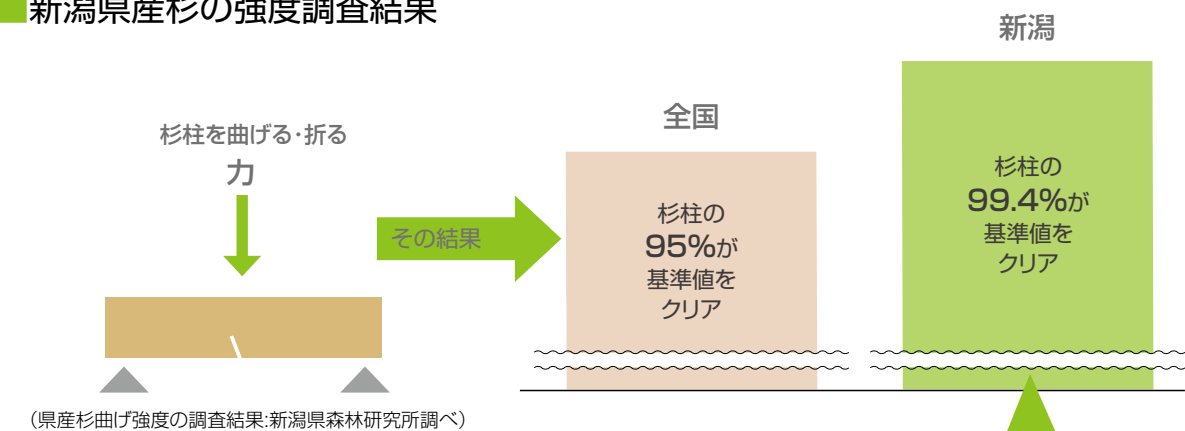 ■新潟県産杉の強度調査結果
杉柱を曲げる・折る
力
その結果
全国
杉柱の
95%が
基準値を
クリア
新潟
杉柱の
99.4%が
基準値を
クリア
（県産杉曲げ強度の調査結果:新潟県森林研究所調べ）